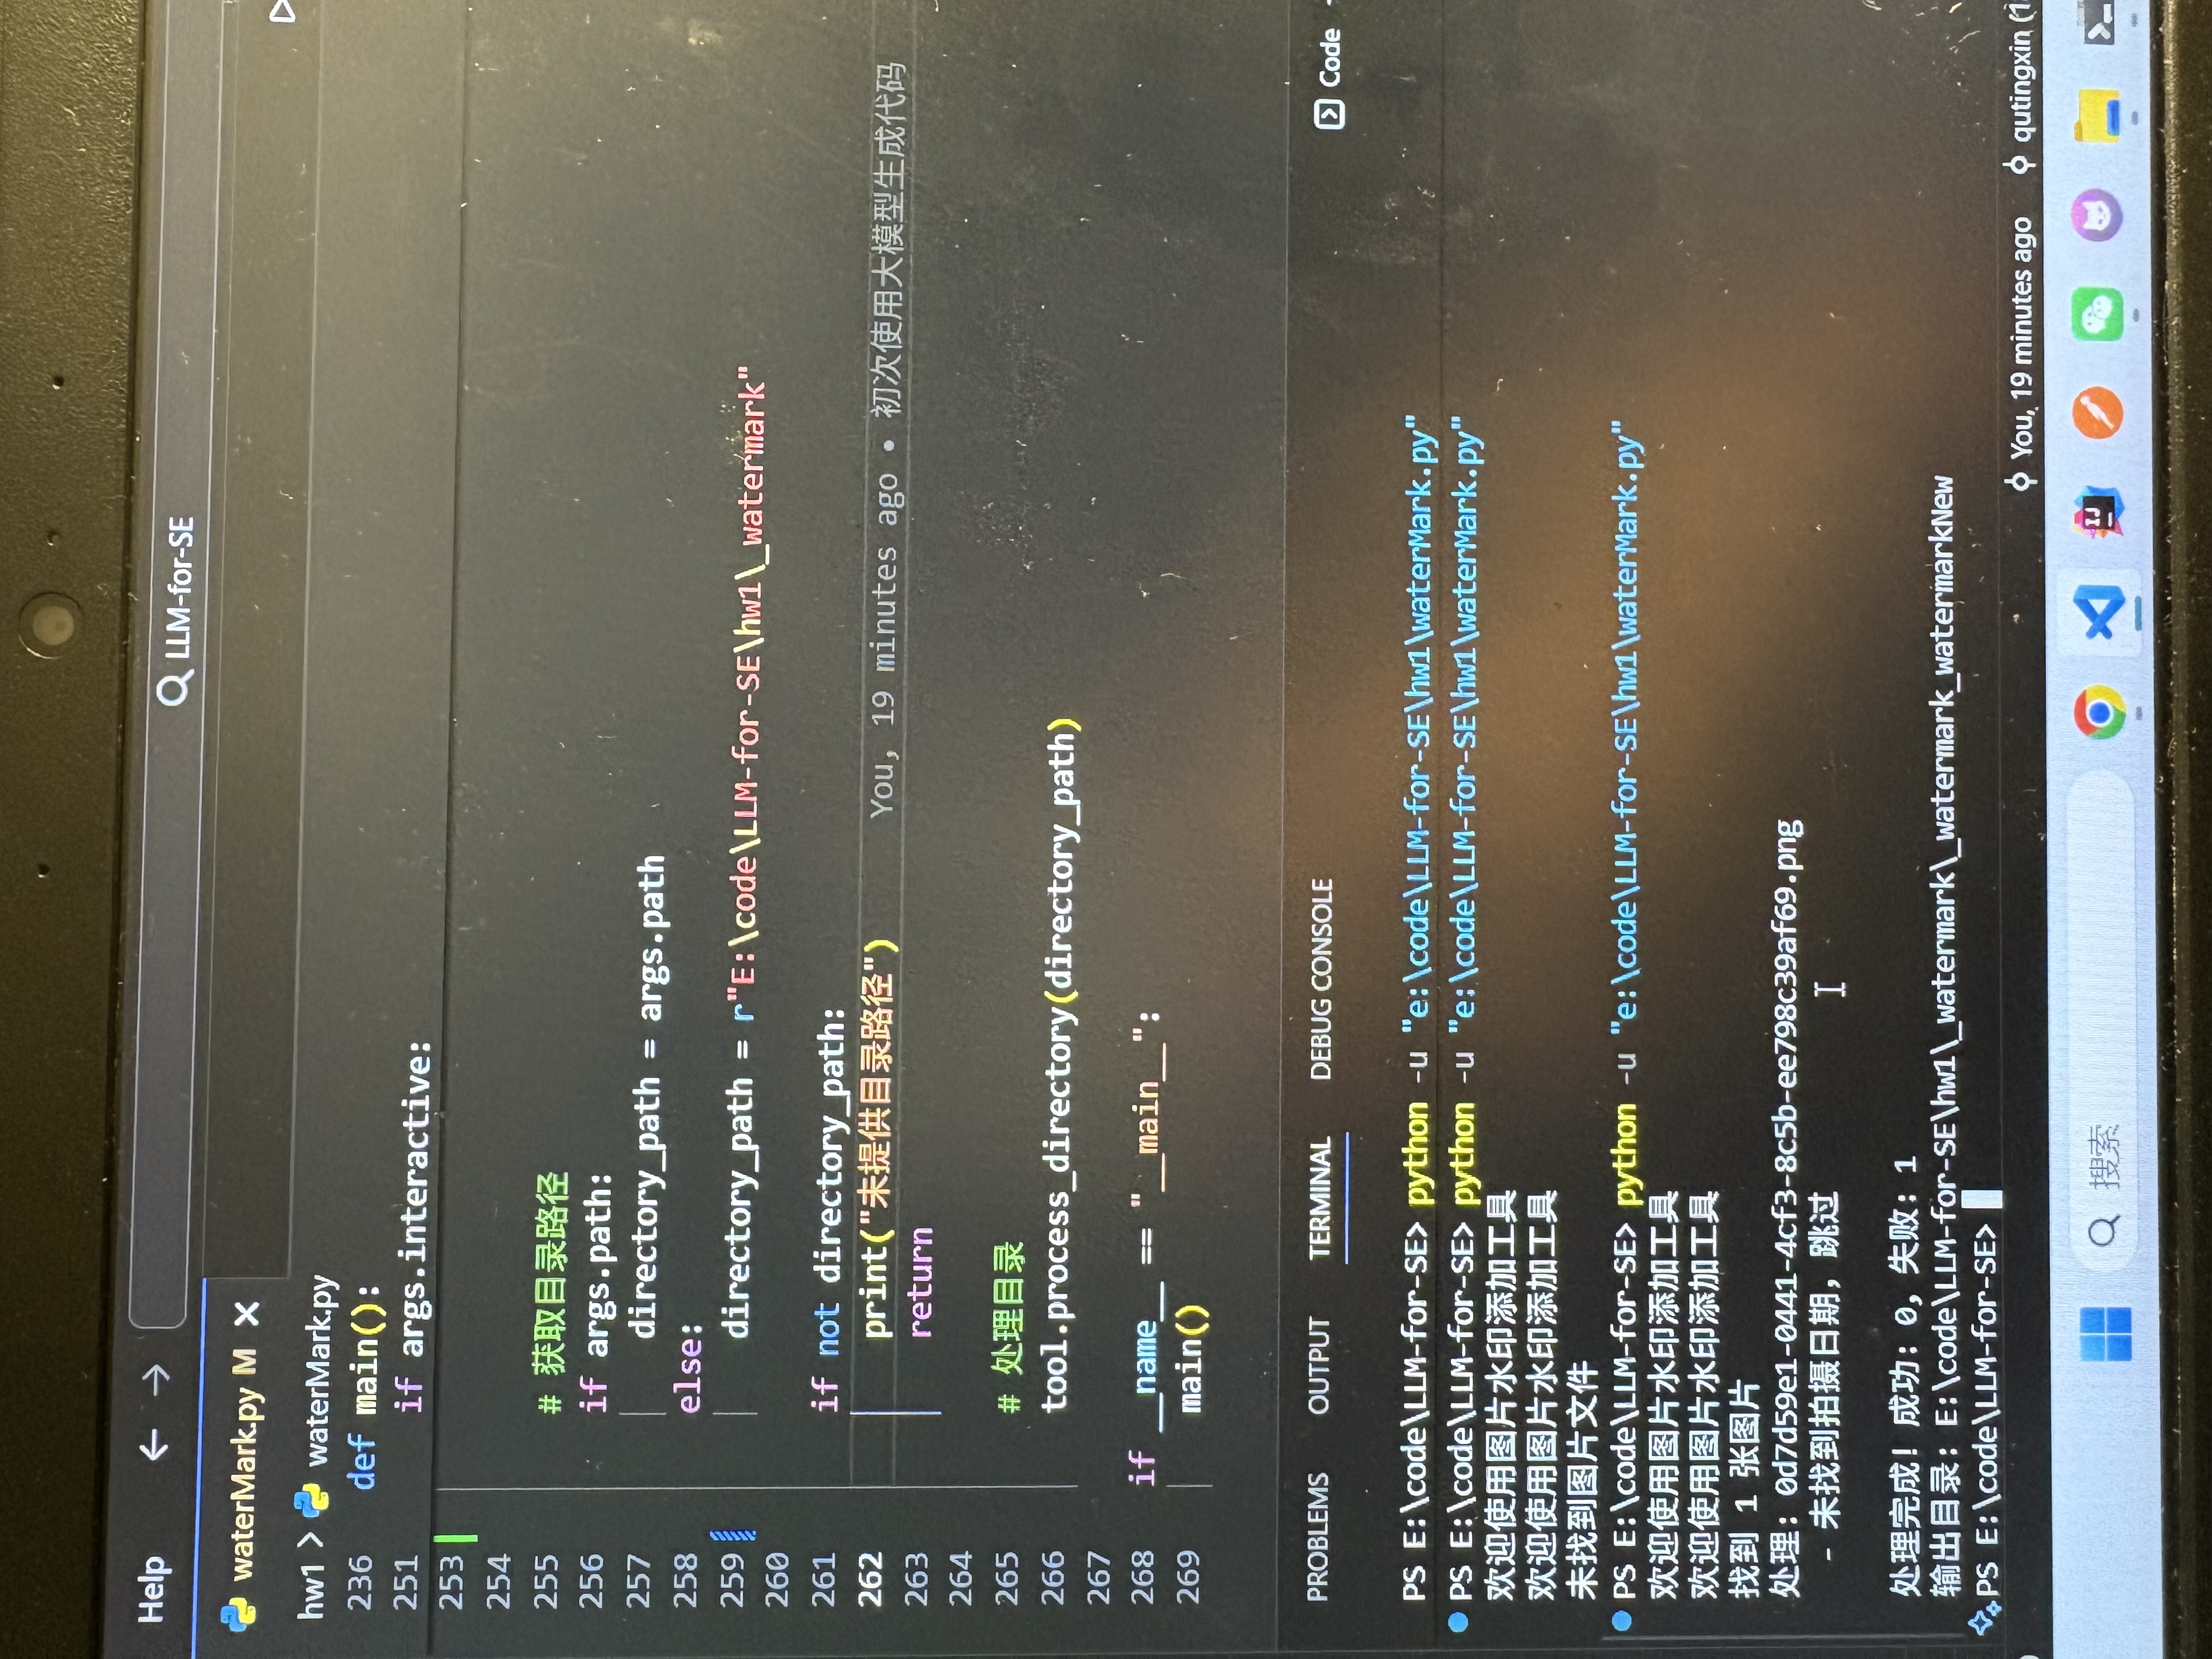 Help
LLM-for-SE
waterMark.py M
hw1 > waterMark.py
236 def main():
251 if args.interactive:
253
254
255 # 获取目录路径
256 if args.path:
257 directory_path = args.path
258 else:
259 directory_path = r"E:\code\LLM-for-SE\hw1\_watermark"
260
261 if not directory_path:
262 print("未提供目录路径") You, 19 minutes ago • 初次使用大模型生成代码
263 return
264
265 # 处理目录
266 tool.process_directory(directory_path)
267
268 if __name__ == "__main__":
269 main()
PROBLEMS OUTPUT TERMINAL DEBUG CONSOLE Code
PS E:\code\LLM-for-SE> python -u "e:\code\LLM-for-SE\hw1\waterMark.py"
PS E:\code\LLM-for-SE> python -u "e:\code\LLM-for-SE\hw1\waterMark.py"
欢迎使用图片水印添加工具
欢迎使用图片水印添加工具
未找到图片文件
PS E:\code\LLM-for-SE> python -u "e:\code\LLM-for-SE\hw1\waterMark.py"
欢迎使用图片水印添加工具
欢迎使用图片水印添加工具
找到 1 张图片
处理: 0d7d59e1-0441-4cf3-8c5b-ee798c39af69.png
- 未找到拍摄日期，跳过
处理完成! 成功: 0, 失败: 1
输出目录: E:\code\LLM-for-SE\hw1\_watermark\_watermark_watermarkNew
PS E:\code\LLM-for-SE>
You, 19 minutes ago qutingxin
搜索
IJ